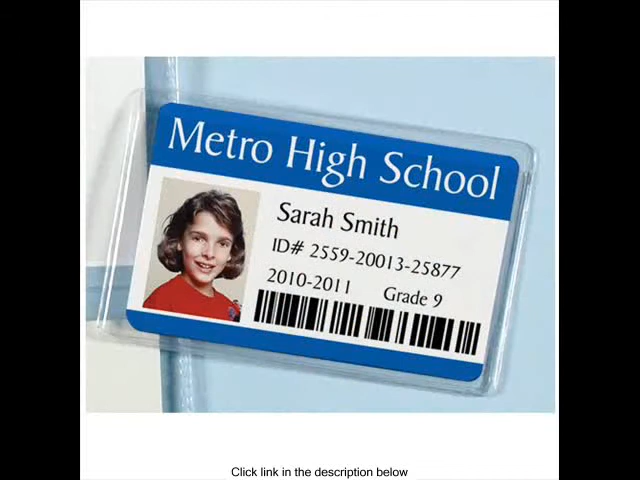 Metro High School
Sarah Smith
ID# 2559-20013-25877
2010-2011 Grade 9
Click link in the description below